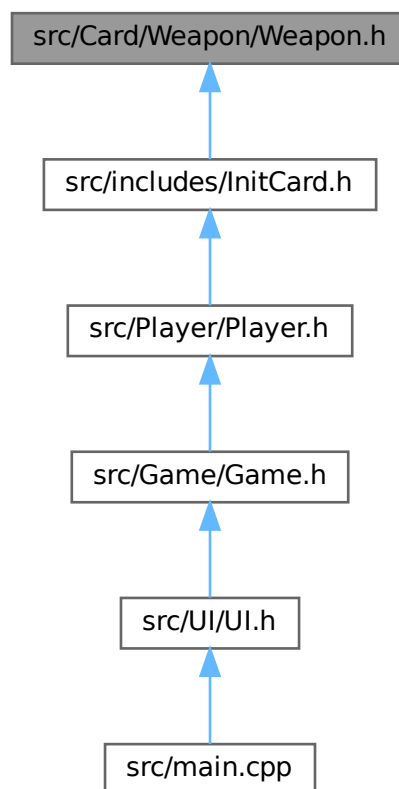 src/Card/Weapon/Weapon.h
src/includes/InitCard.h
src/Player/Player.h
src/Game/Game.h
src/UI/UI.h
src/main.cpp